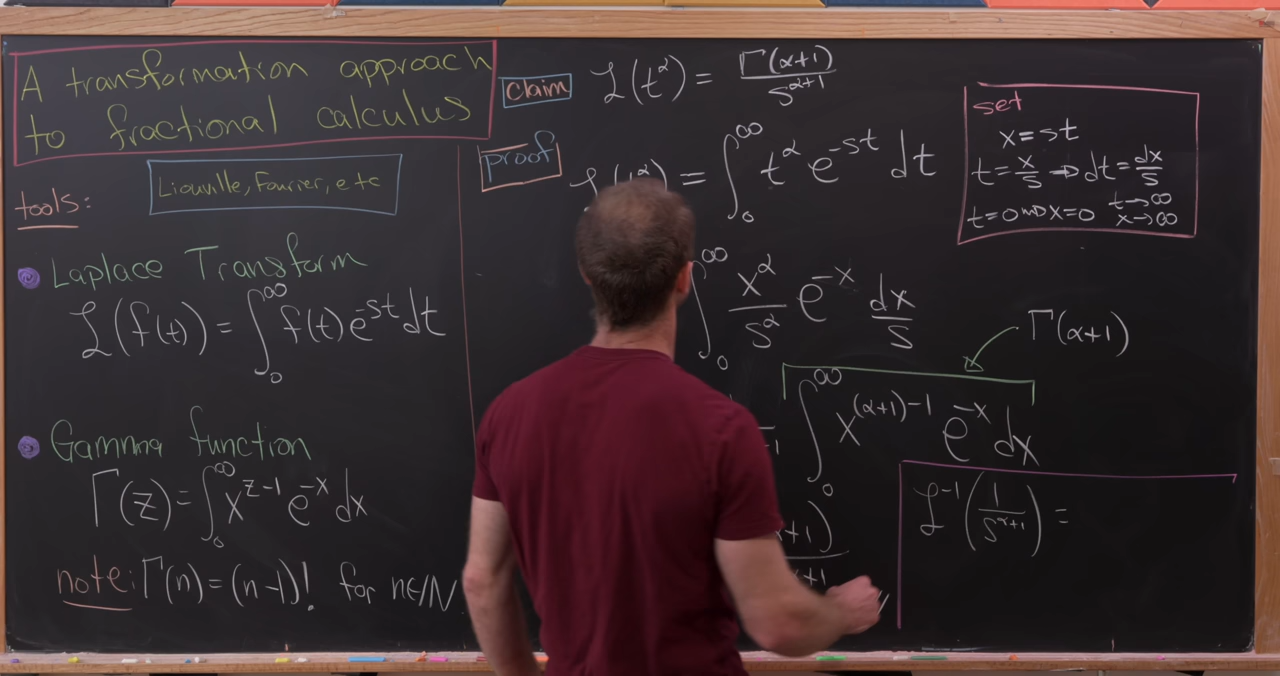 A transformation approach
to fractional calculus
Liouville, Fourier, etc
tools:
Laplace Transform
ℒ(f(t)) = ∫₀^∞ f(t) e^{-st} dt
Gamma function
Γ(z) = ∫₀^∞ x^{z-1} e^{-x} dx
note: Γ(n) = (n-1)! for n∈ℕ
claim ℒ(t^α) = Γ(α+1)/s^{α+1}
proof = ∫₀^∞ t^α e^{-st} dt
∫₀^∞ x^α/s^α e^{-x} dx/s
Γ(α+1)
∫₀^∞ x^{(α+1)-1} e^{-x} dx
set
x = st
t = x/s ⇒ dt = dx/s
t=0 ⇝ x=0 t→∞
x→∞
ℒ^{-1}(1/s^{α+1}) =